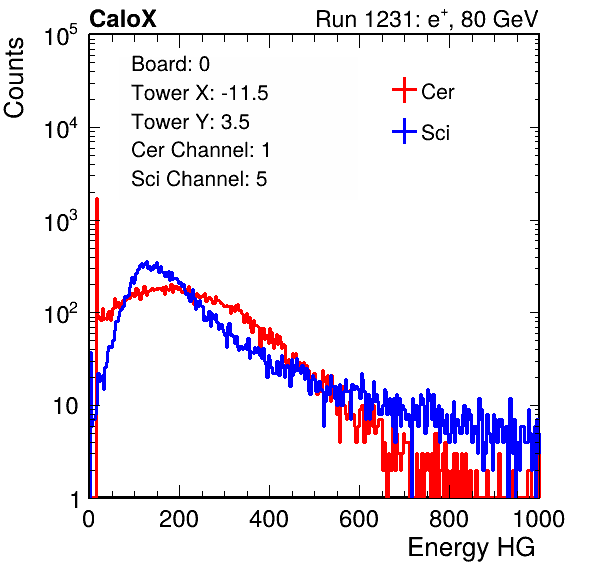 CaloX Run 1231: e⁺, 80 GeV
Counts
10⁵
10⁴
10³
10²
10
1
Board: 0
Tower X: -11.5
Tower Y: 3.5
Cer Channel: 1
Sci Channel: 5
Cer
Sci
0 200 400 600 800 1000
Energy HG